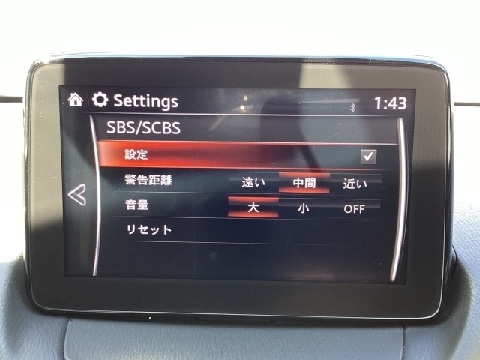 Settings 1:43
SBS/SCBS
設定
警告距離 遠い 中間 近い
音量 大 小 OFF
リセット